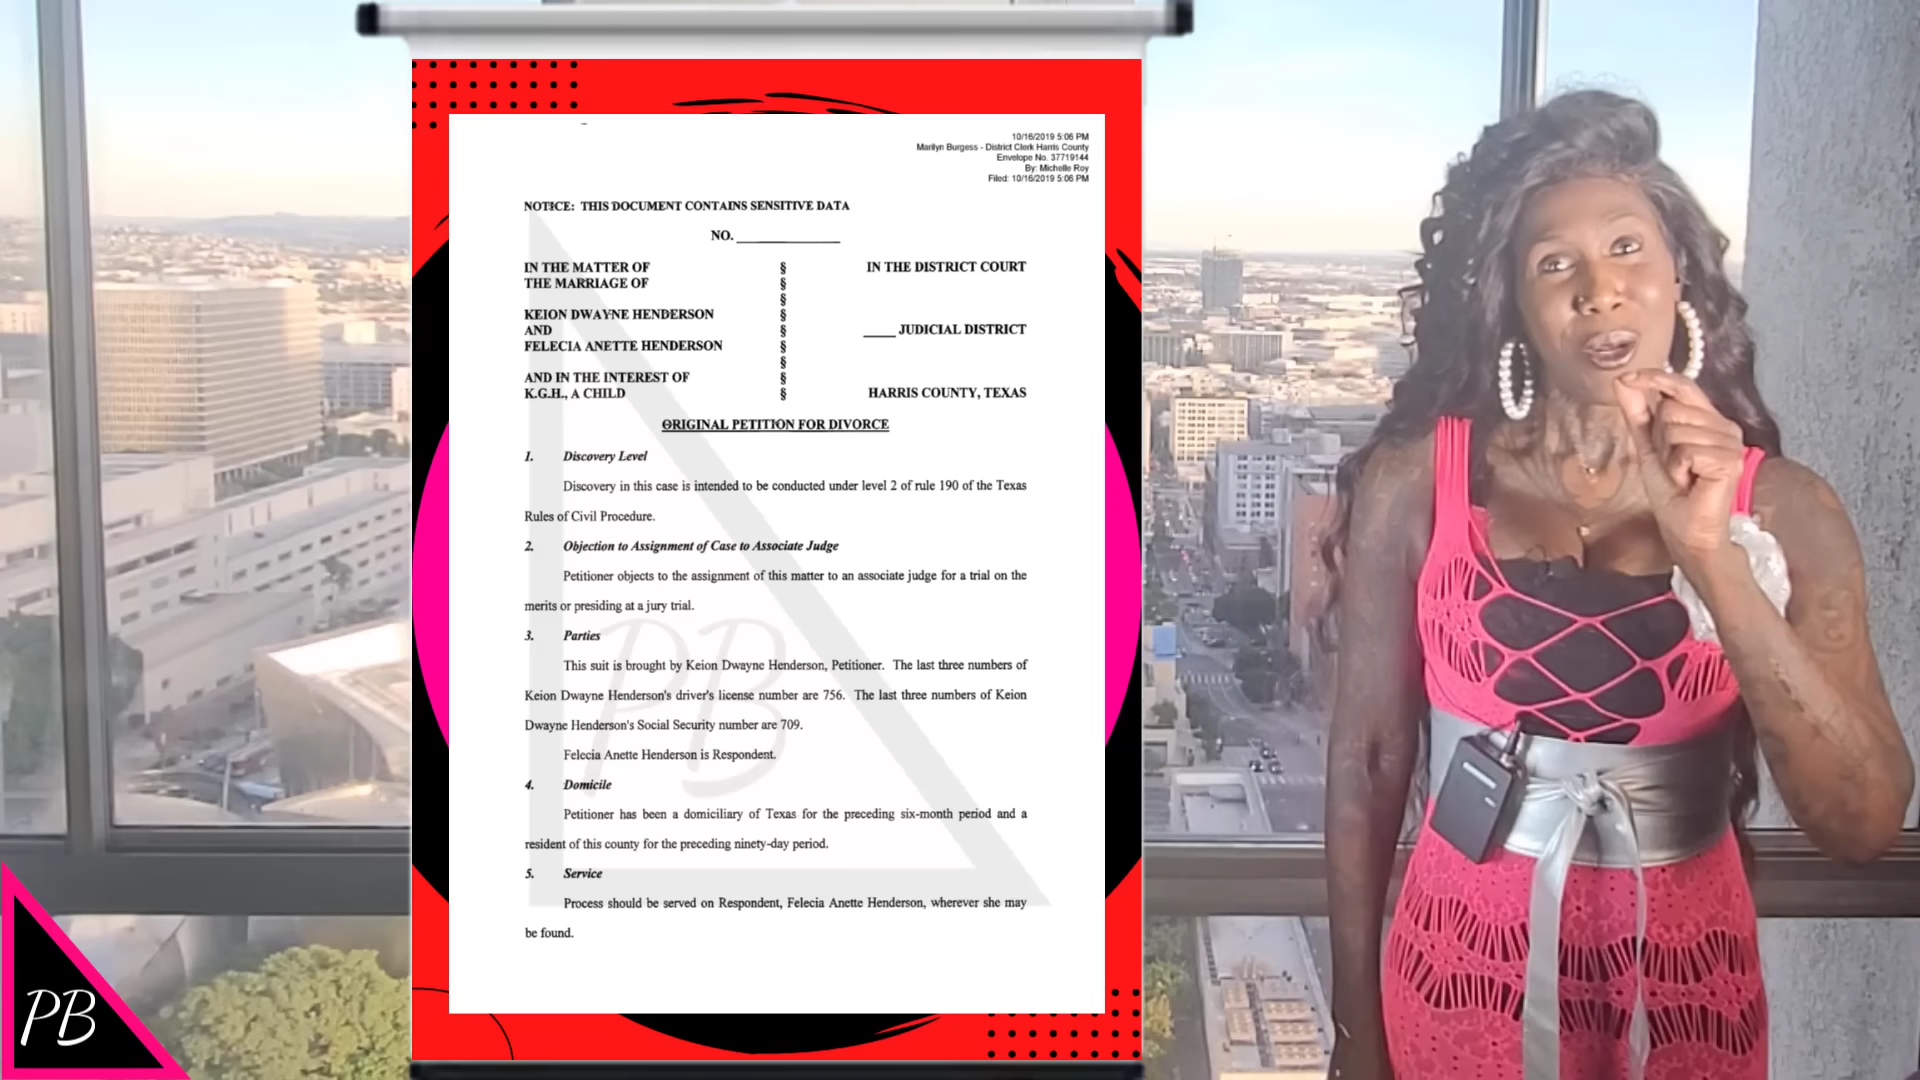 10/16/2019 5:06 PM
Marilyn Burgess - District Clerk Harris County
Envelope No. 37719144
By: Michelle Roy
Filed: 10/16/2019 5:06 PM
NOTICE: THIS DOCUMENT CONTAINS SENSITIVE DATA
NO. ______________
IN THE MATTER OF § IN THE DISTRICT COURT
THE MARRIAGE OF §
§
KEION DWAYNE HENDERSON §
AND § ____ JUDICIAL DISTRICT
FELECIA ANETTE HENDERSON §
§
AND IN THE INTEREST OF §
K.G.H., A CHILD § HARRIS COUNTY, TEXAS
ORIGINAL PETITION FOR DIVORCE
1. Discovery Level
Discovery in this case is intended to be conducted under level 2 of rule 190 of the Texas
Rules of Civil Procedure.
2. Objection to Assignment of Case to Associate Judge
Petitioner objects to the assignment of this matter to an associate judge for a trial on the
merits or presiding at a jury trial.
3. Parties
This suit is brought by Keion Dwayne Henderson, Petitioner. The last three numbers of
Keion Dwayne Henderson's driver's license number are 756. The last three numbers of Keion
Dwayne Henderson's Social Security number are 709.
Felecia Anette Henderson is Respondent.
4. Domicile
Petitioner has been a domiciliary of Texas for the preceding six-month period and a
resident of this county for the preceding ninety-day period.
5. Service
Process should be served on Respondent, Felecia Anette Henderson, wherever she may
be found.
PB
PB